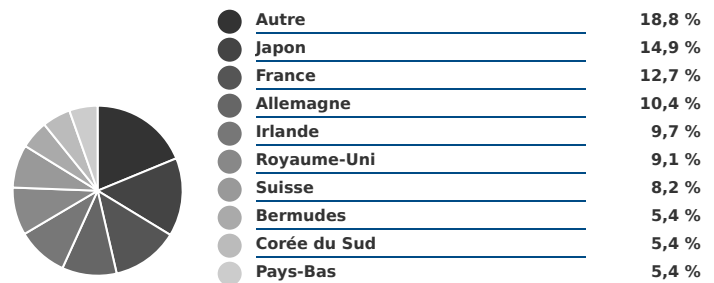 Autre 18,8 %
Japon 14,9 %
France 12,7 %
Allemagne 10,4 %
Irlande 9,7 %
Royaume-Uni 9,1 %
Suisse 8,2 %
Bermudes 5,4 %
Corée du Sud 5,4 %
Pays-Bas 5,4 %